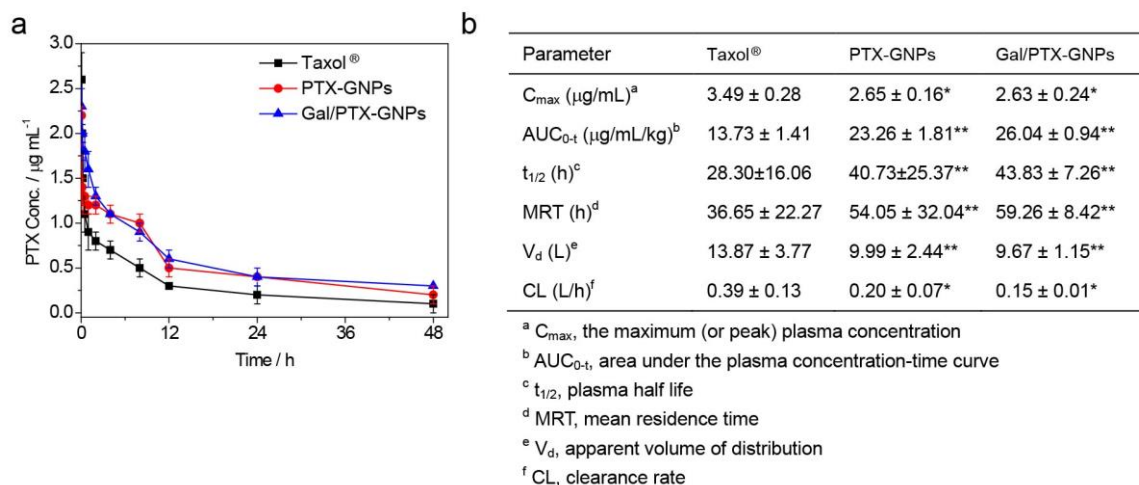 a
3.0
2.5
2.0
1.5
1.0
0.5
0.0
PTX Conc. / μg mL⁻¹
Taxol ®
PTX-GNPs
Gal/PTX-GNPs
0 12 24 36 48
Time / h
b
Parameter Taxol® PTX-GNPs Gal/PTX-GNPs
Cmax (μg/mL)ᵃ 3.49 ± 0.28 2.65 ± 0.16* 2.63 ± 0.24*
AUC₀₋ₜ (μg/mL/kg)ᵇ 13.73 ± 1.41 23.26 ± 1.81** 26.04 ± 0.94**
t1/2 (h)ᶜ 28.30±16.06 40.73±25.37** 43.83 ± 7.26**
MRT (h)ᵈ 36.65 ± 22.27 54.05 ± 32.04** 59.26 ± 8.42**
Vd (L)ᵉ 13.87 ± 3.77 9.99 ± 2.44** 9.67 ± 1.15**
CL (L/h)ᶠ 0.39 ± 0.13 0.20 ± 0.07* 0.15 ± 0.01*
ᵃ Cmax, the maximum (or peak) plasma concentration
ᵇ AUC₀₋ₜ, area under the plasma concentration-time curve
ᶜ t1/2, plasma half life
ᵈ MRT, mean residence time
ᵉ Vd, apparent volume of distribution
ᶠ CL, clearance rate